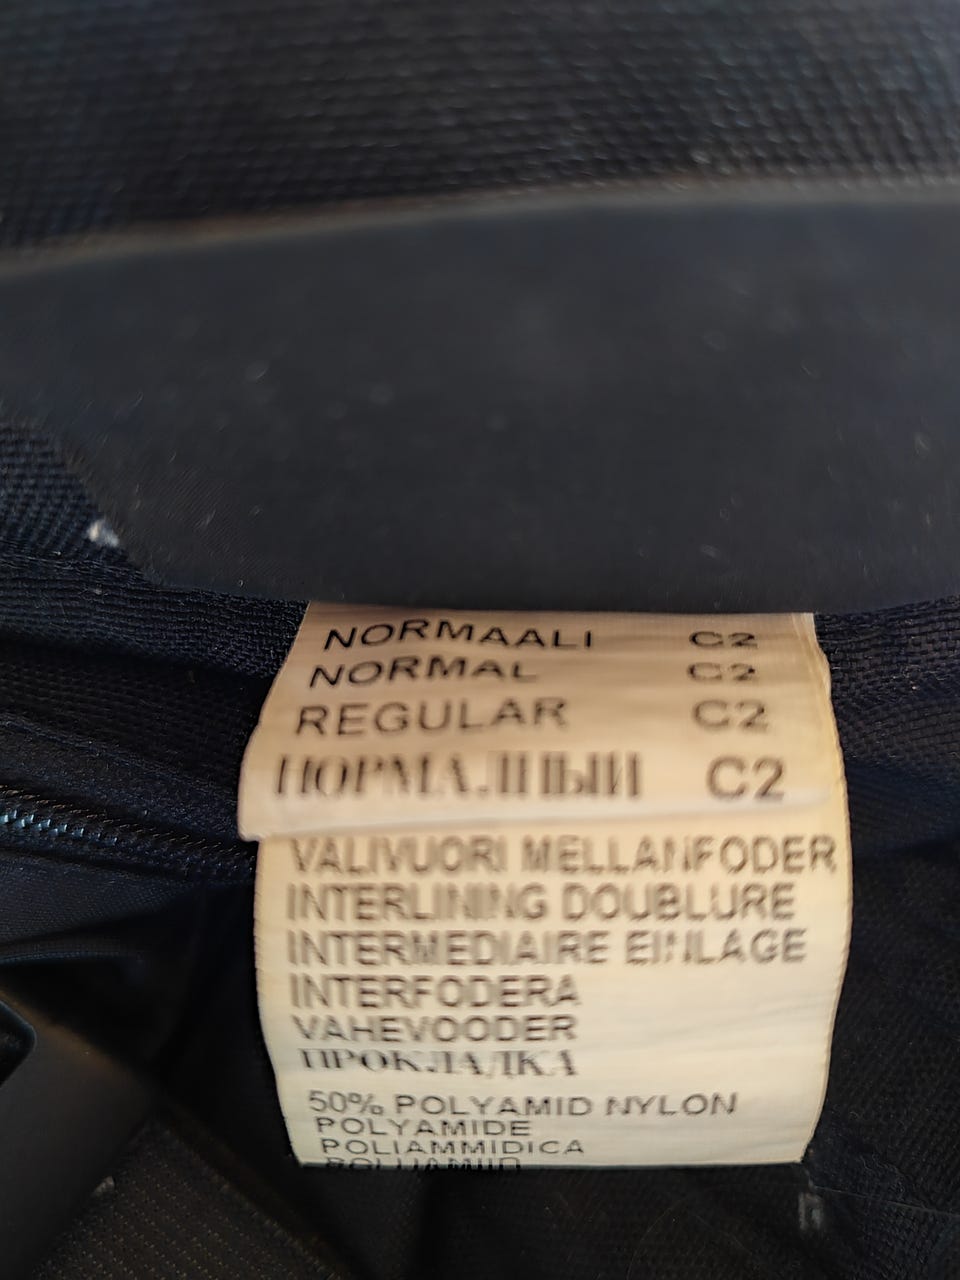 NORMAALI C2
NORMAL C2
REGULAR C2
НОРМАЛНЫЙ C2
VALIVUORI MELLANFODER
INTERLINING DOUBLURE
INTERMEDIAIRE EINLAGE
INTERFODERA
VAHEVOODER
ПРОКЛАДКА
50% POLYAMID NYLON
POLYAMIDE
POLIAMMIDICA